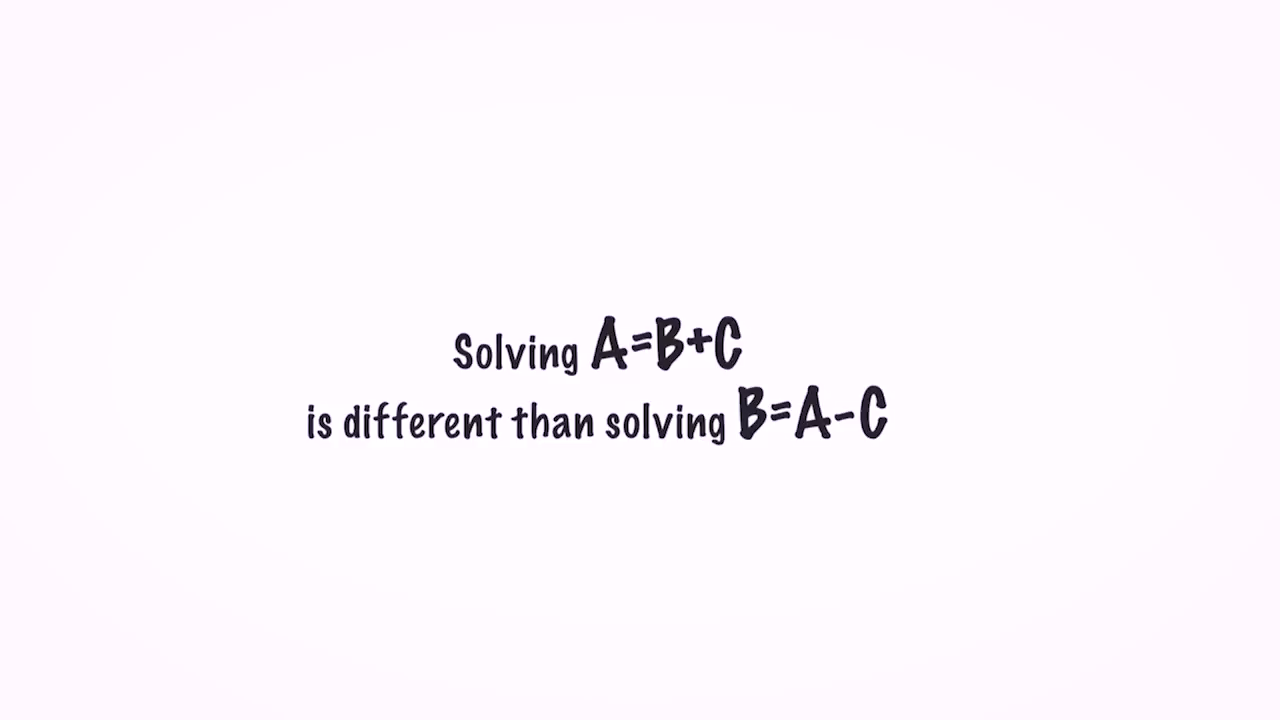 Solving A=B+C
is different than solving B=A-C